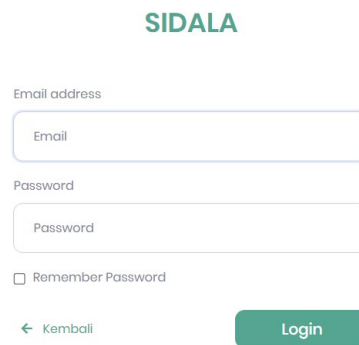 SIDALA
Email address
Email
Password
Password
Remember Password
Kembali
Login